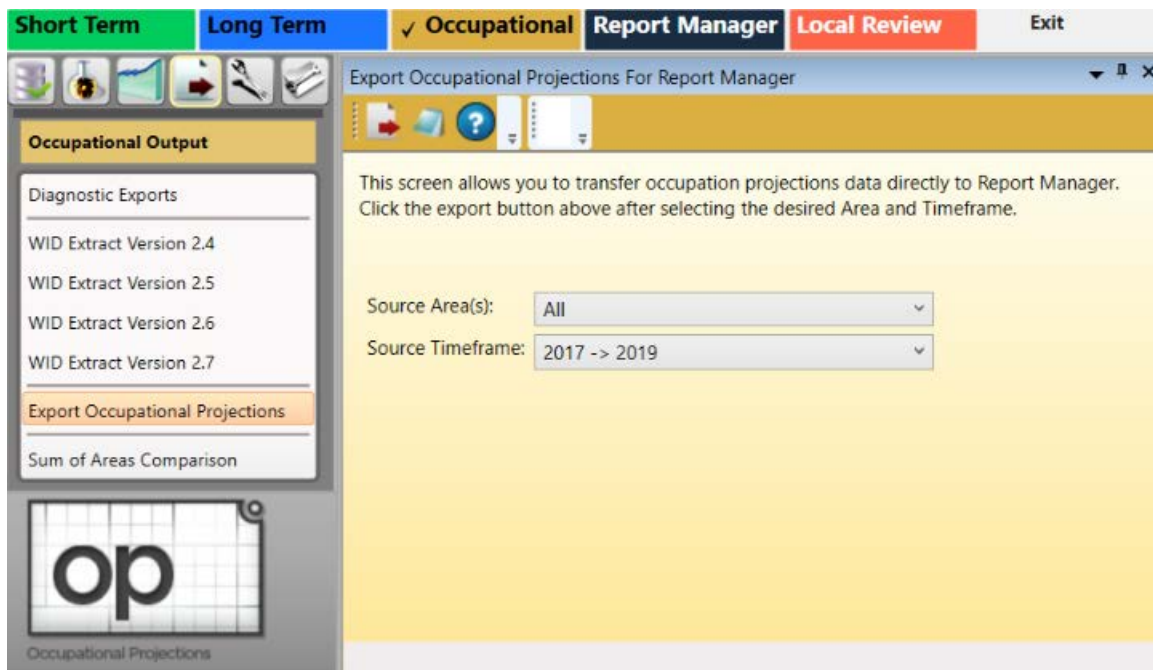 Short Term
Long Term
✓ Occupational
Report Manager
Local Review
Exit
Export Occupational Projections For Report Manager
Occupational Output
Diagnostic Exports
WID Extract Version 2.4
WID Extract Version 2.5
WID Extract Version 2.6
WID Extract Version 2.7
Export Occupational Projections
Sum of Areas Comparison
op
Occupational Projections
This screen allows you to transfer occupation projections data directly to Report Manager.
Click the export button above after selecting the desired Area and Timeframe.
Source Area(s): All
Source Timeframe: 2017 -> 2019